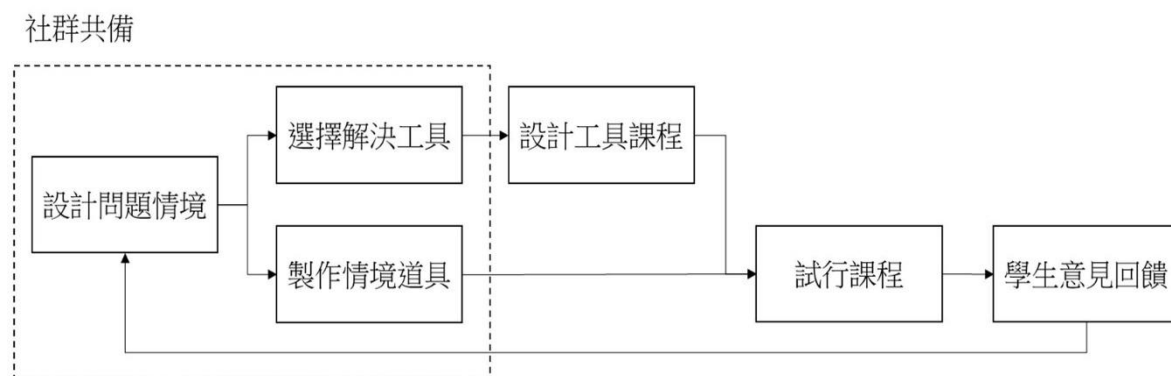 社群共備
設計問題情境
選擇解決工具
製作情境道具
設計工具課程
試行課程
學生意見回饋